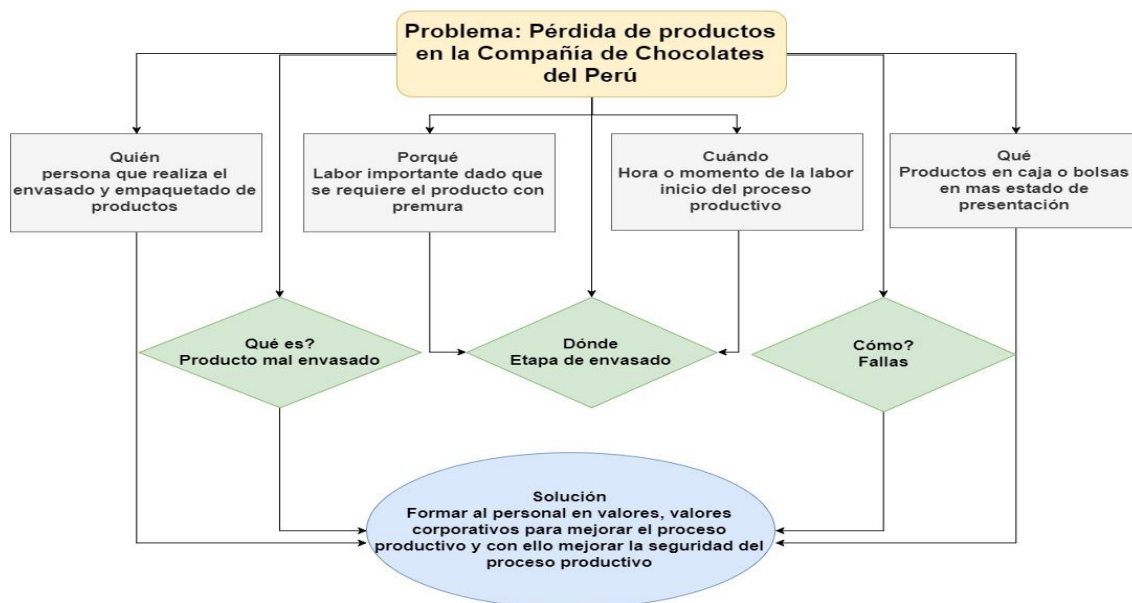 Problema: Pérdida de productos
en la Compañía de Chocolates
del Perú
Quién
persona que realiza el
envasado y empaquetado de
productos
Porqué
Labor importante dado que
se requiere el producto con
premura
Cuándo
Hora o momento de la labor
inicio del proceso
productivo
Qué
Productos en caja o bolsas
en mas estado de
presentación
Qué es?
Producto mal envasado
Dónde
Etapa de envasado
Cómo?
Fallas
Solución
Formar al personal en valores, valores
corporativos para mejorar el proceso
productivo y con ello mejorar la seguridad del
proceso productivo